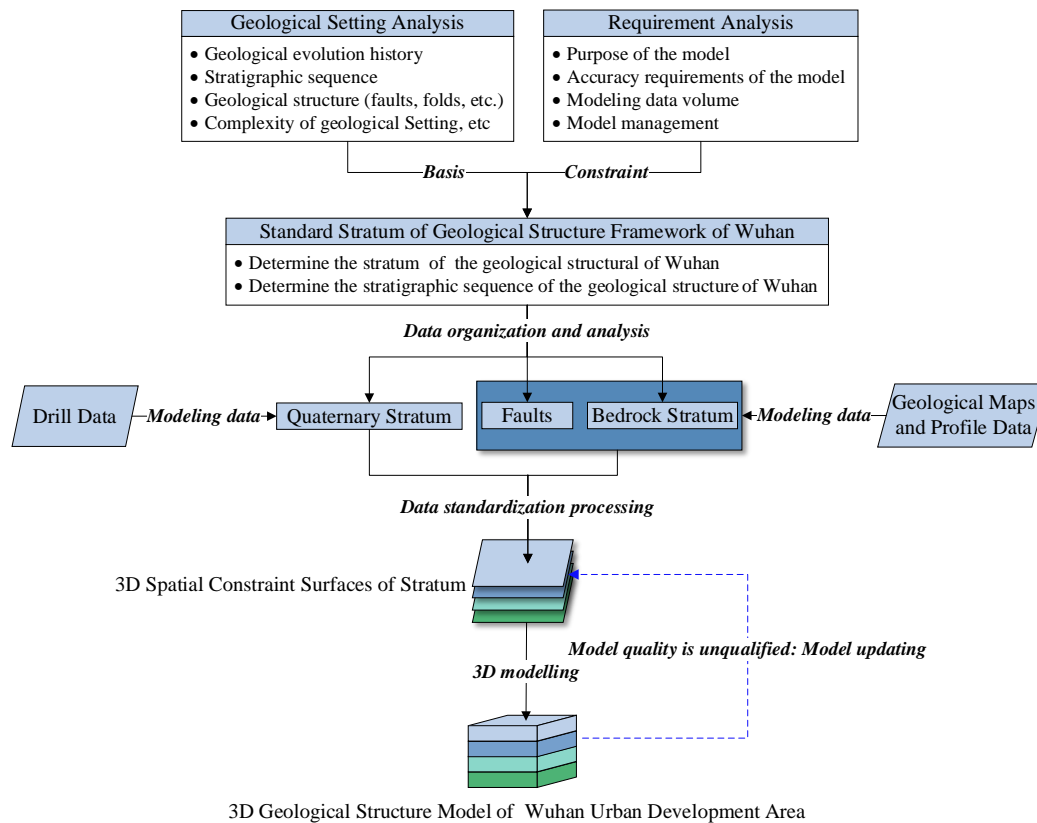 Geological Setting Analysis
• Geological evolution history
• Stratigraphic sequence
• Geological structure (faults, folds, etc.)
• Complexity of geological Setting, etc
Requirement Analysis
• Purpose of the model
• Accuracy requirements of the model
• Modeling data volume
• Model management
Basis
Constraint
Standard Stratum of Geological Structure Framework of Wuhan
• Determine the stratum of the geological structural of Wuhan
• Determine the stratigraphic sequence of the geological structure of Wuhan
Data organization and analysis
Drill Data
Modeling data
Quaternary Stratum
Faults
Bedrock Stratum
Modeling data
Geological Maps
and Profile Data
Data standardization processing
3D Spatial Constraint Surfaces of Stratum
Model quality is unqualified: Model updating
3D modelling
3D Geological Structure Model of Wuhan Urban Development Area